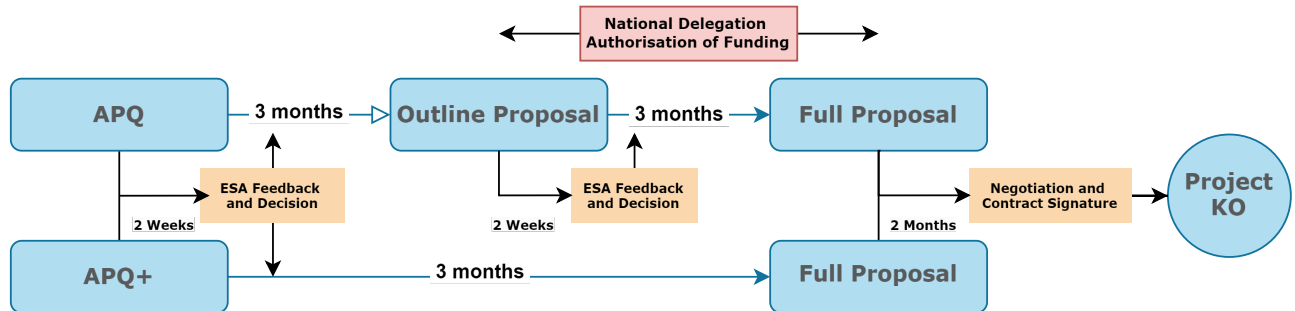 National Delegation
Authorisation of Funding
APQ
3 months
Outline Proposal
3 months
Full Proposal
ESA Feedback
and Decision
2 Weeks
ESA Feedback
and Decision
2 Weeks
Negotiation and
Contract Signature
2 Months
Project
KO
APQ+
3 months
Full Proposal